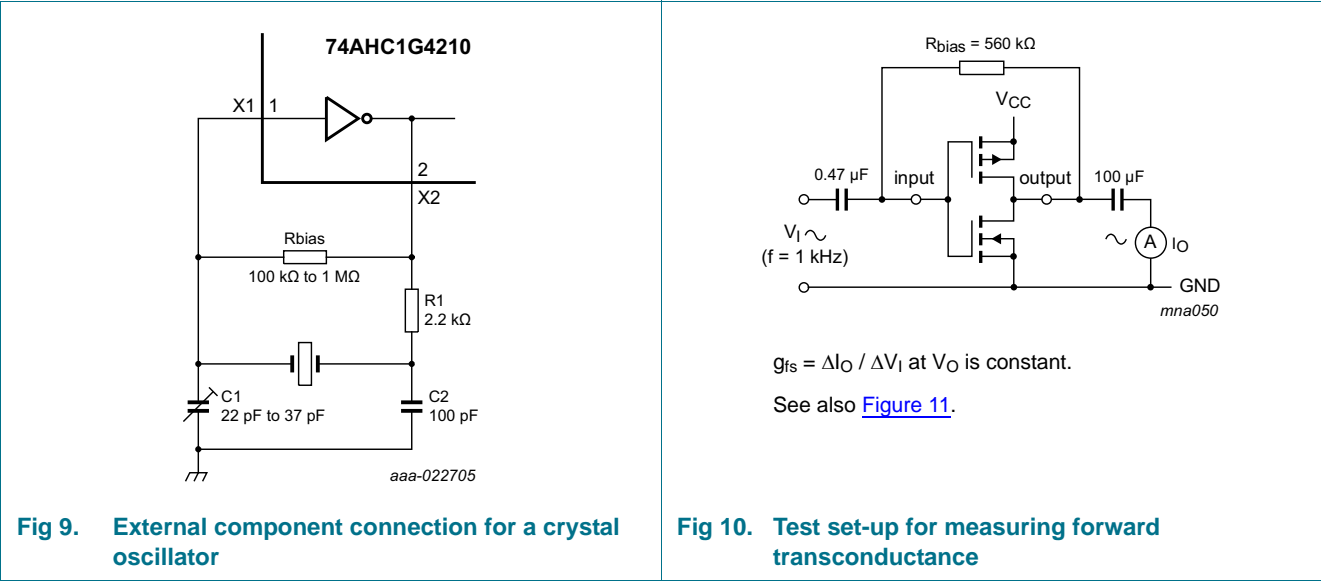 74AHC1G4210
X1 1
2
X2
Rbias
100 kΩ to 1 MΩ
R1
2.2 kΩ
C1
22 pF to 37 pF
C2
100 pF
aaa-022705
Fig 9. External component connection for a crystal
oscillator
Rbias = 560 kΩ
VCC
0.47 μF
input
output
100 μF
VI
(f = 1 kHz)
A
IO
GND
mna050
gfs = ΔIO / ΔVI at VO is constant.
See also Figure 11.
Fig 10. Test set-up for measuring forward
transconductance